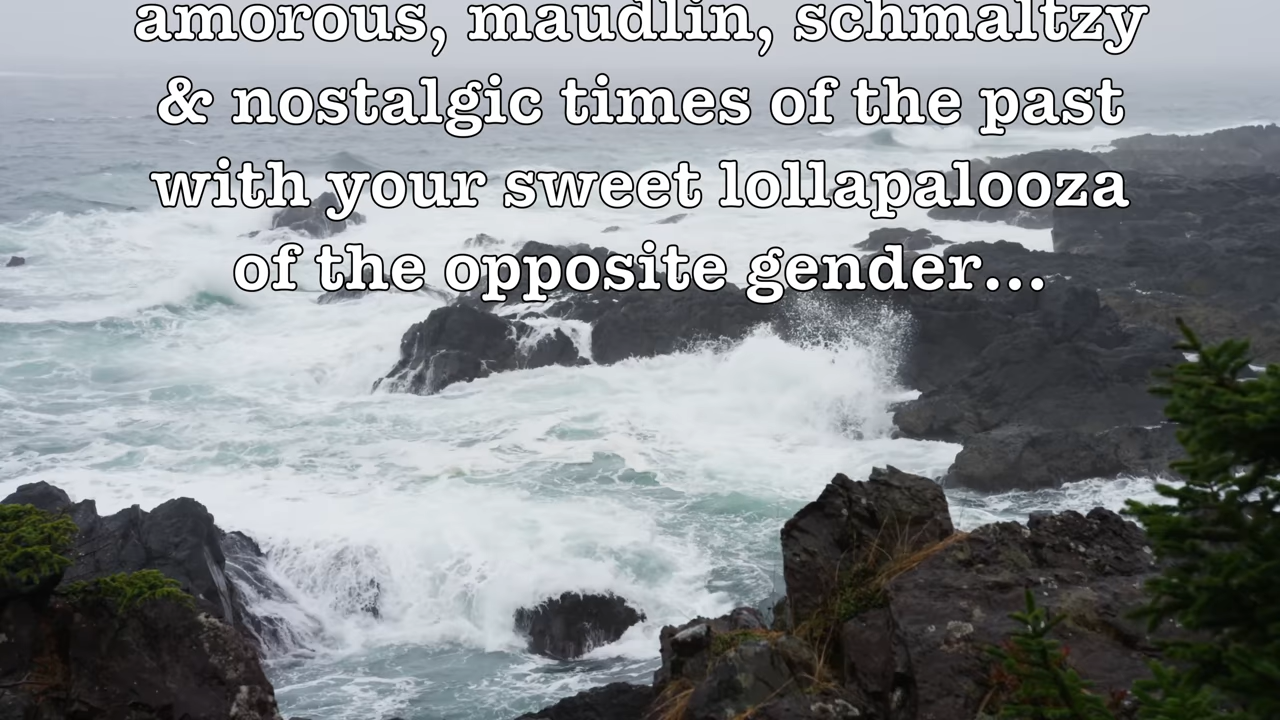 amorous, maudlin, schmaltzy
& nostalgic times of the past
with your sweet lollapalooza
of the opposite gender...